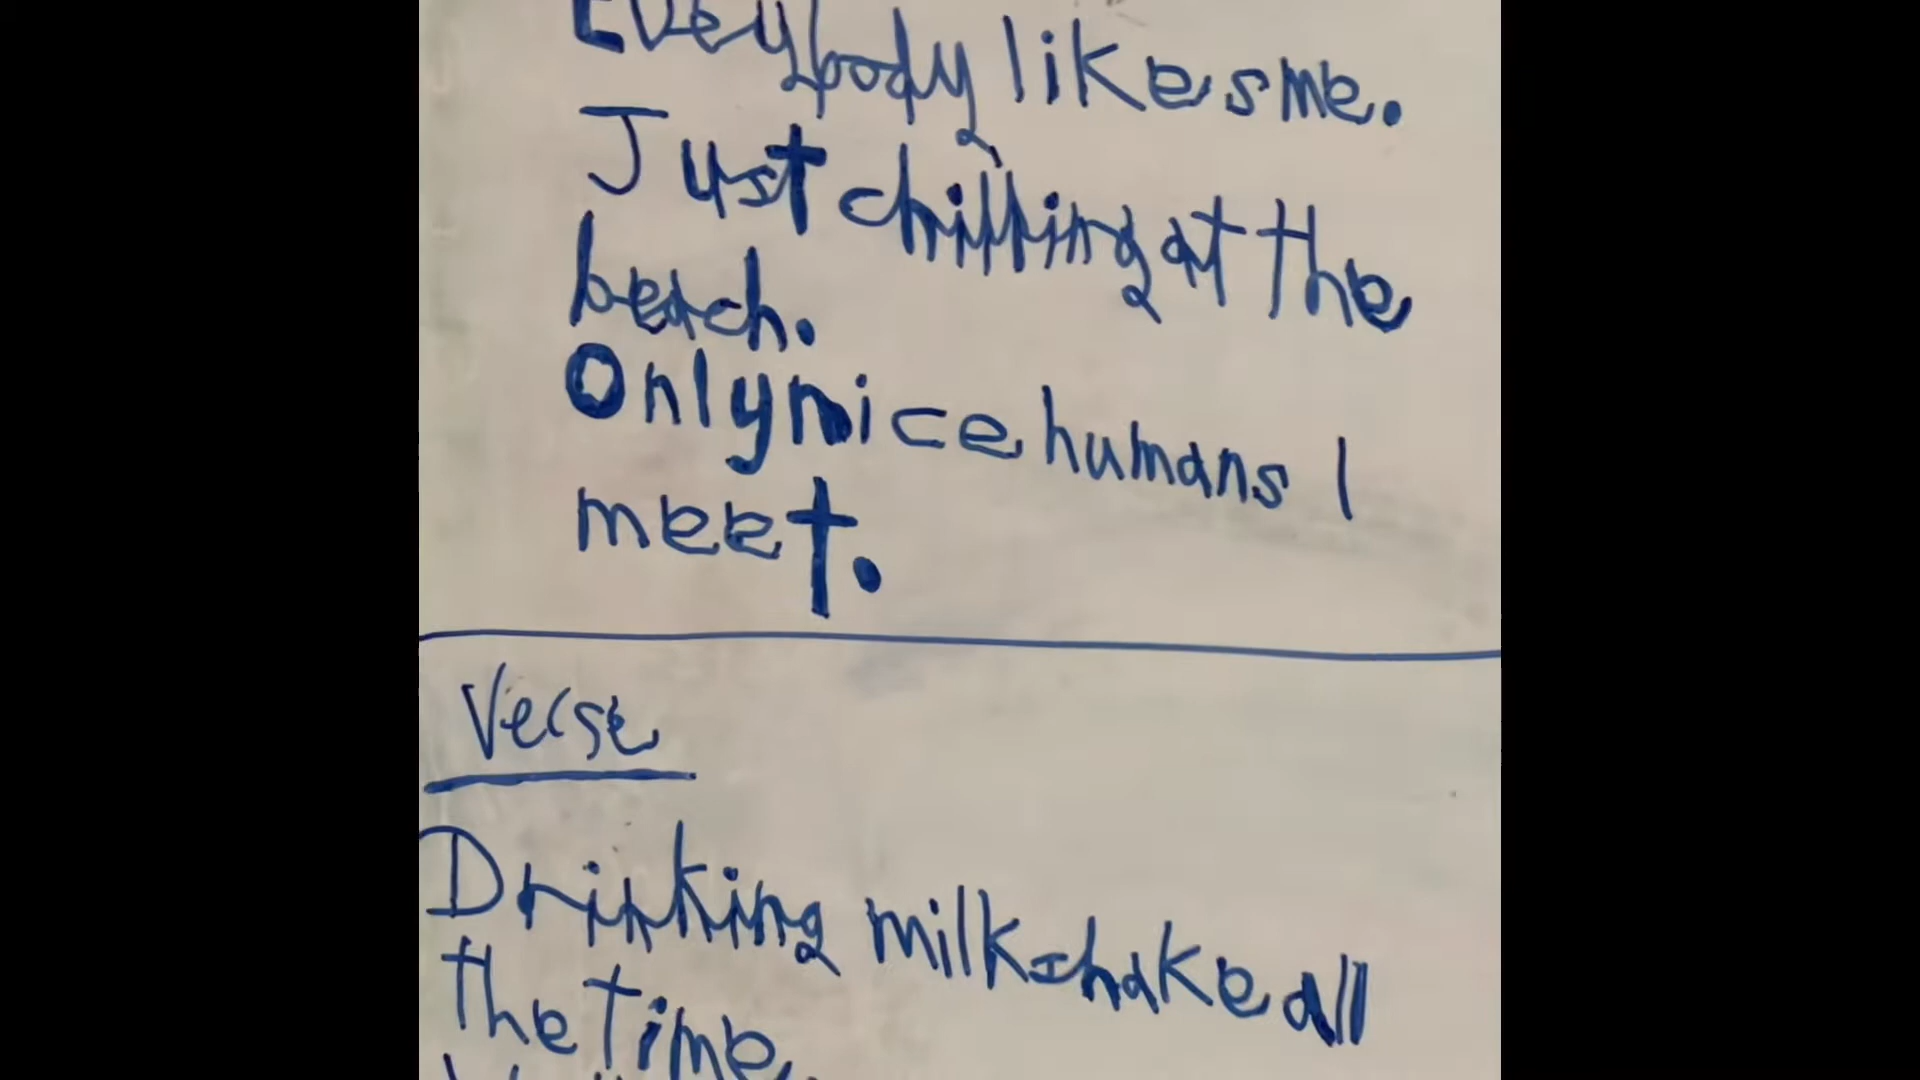 Everybody likes me.
Just chilling at the
beach.
Only nice humans I
meet.
Verse
Drinking milkshake all
the time.